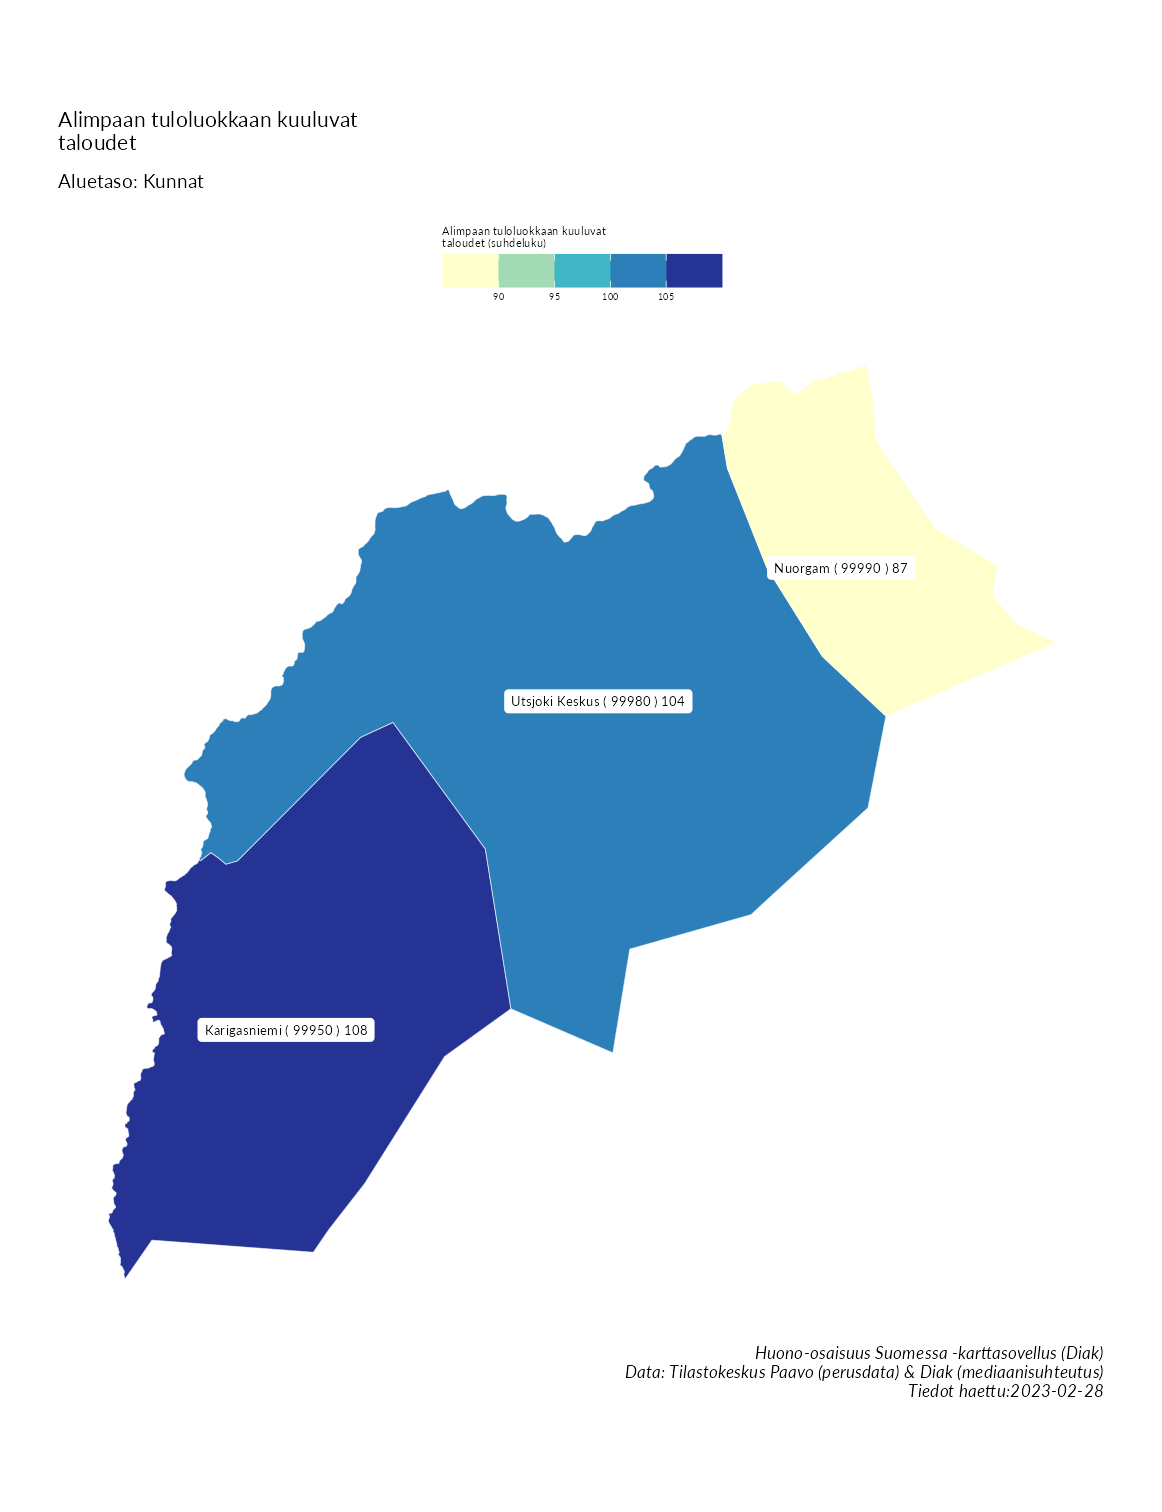 Alimpaan tuloluokkaan kuuluvat
taloudet
Aluetaso: Kunnat
Alimpaan tuloluokkaan kuuluvat
taloudet (suhdeluku)
90 95 100 105
Nuorgam ( 99990 ) 87
Utsjoki Keskus ( 99980 ) 104
Karigasniemi ( 99950 ) 108
Huono-osaisuus Suomessa -karttasovellus (Diak)
Data: Tilastokeskus Paavo (perusdata) & Diak (mediaanisuhteutus)
Tiedot haettu:2023-02-28